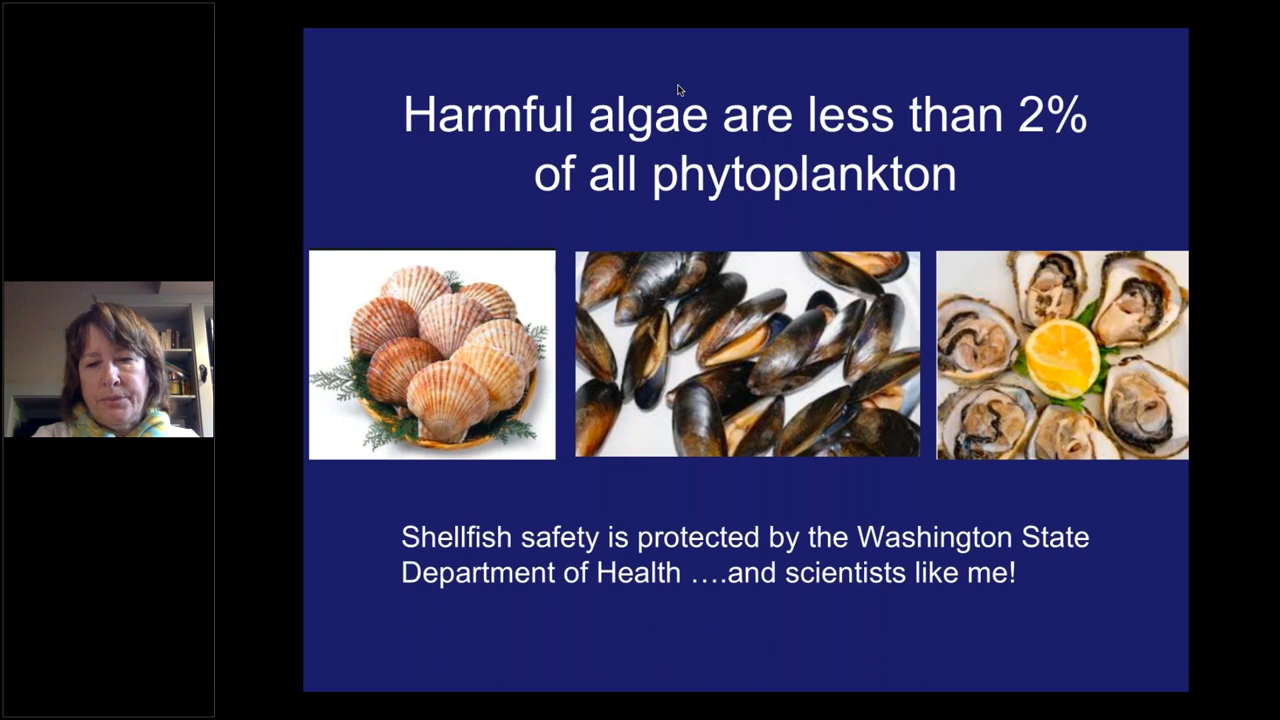 Harmful algae are less than 2%
of all phytoplankton
Shellfish safety is protected by the Washington State
Department of Health ….and scientists like me!